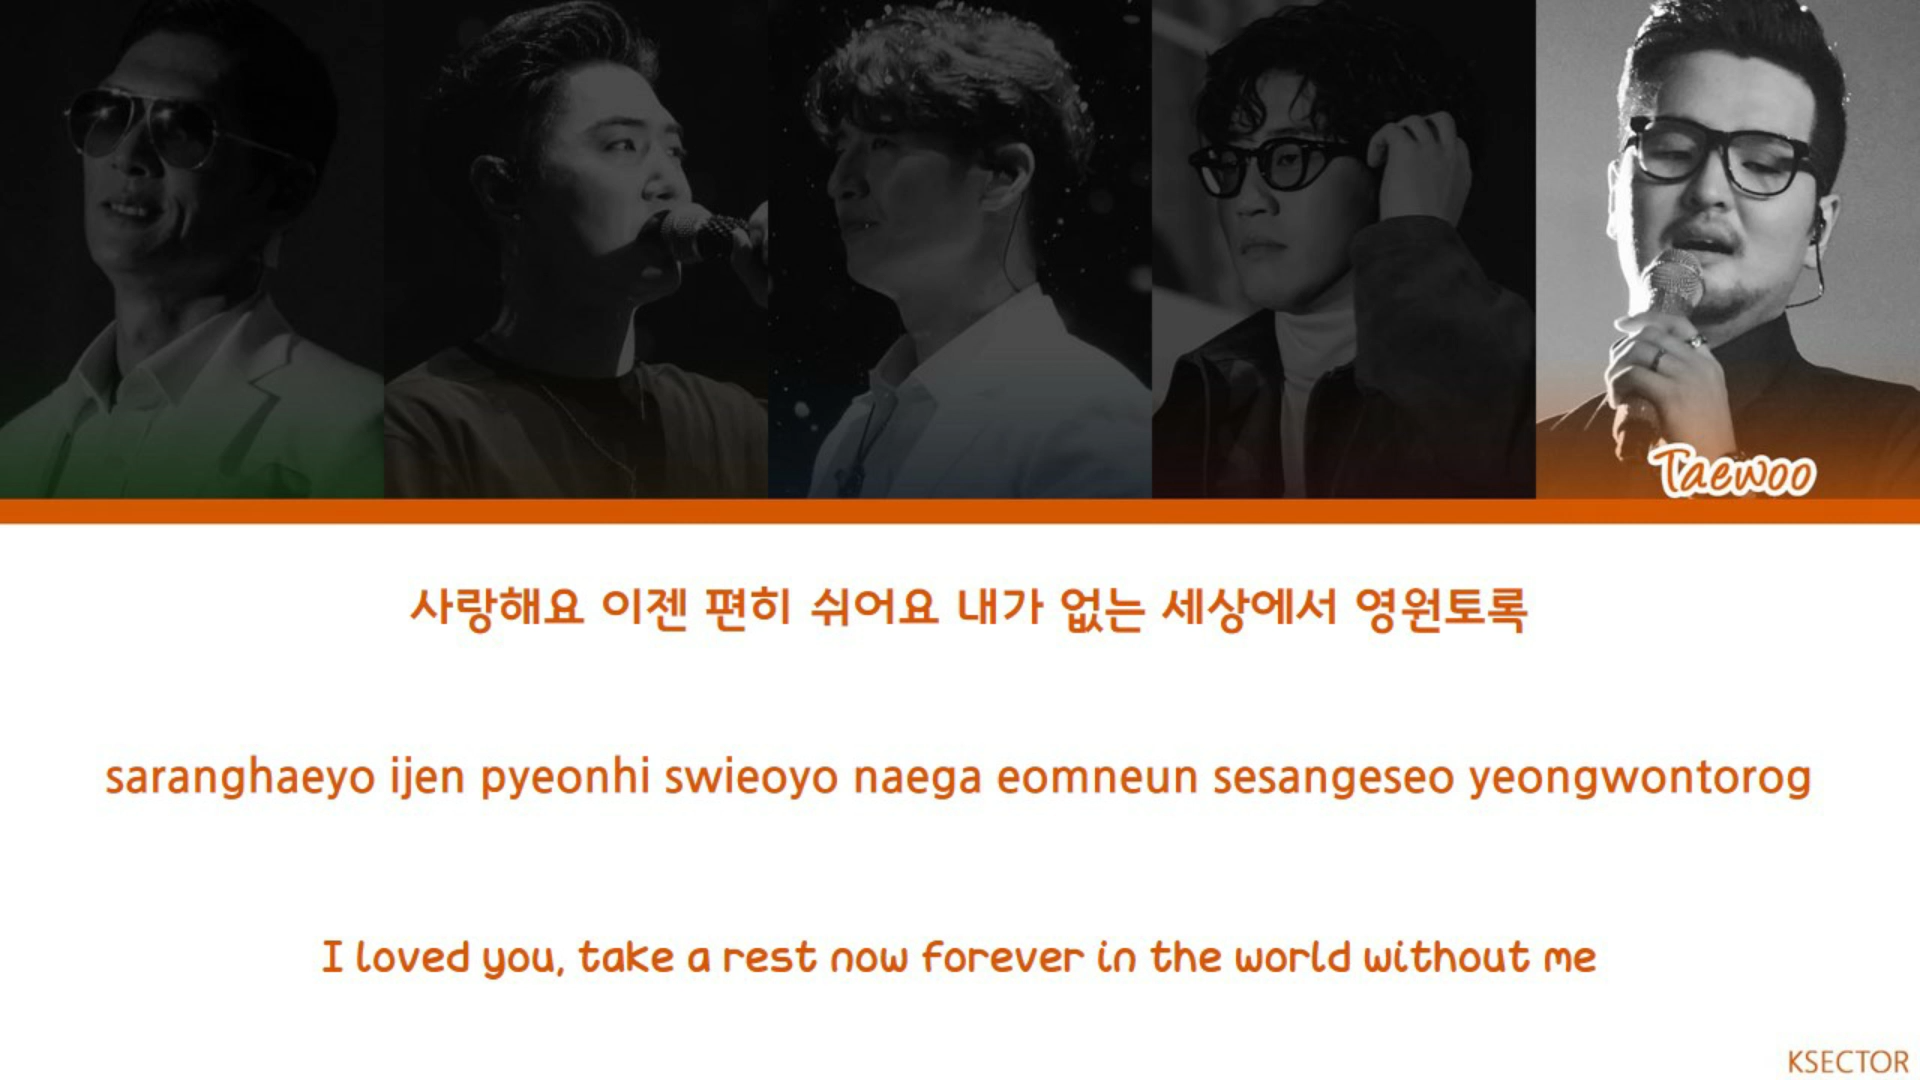 Taewoo
사랑해요 이젠 편히 쉬어요 내가 없는 세상에서 영원토록
saranghaeyo ijen pyeonhi swieoyo naega eomneun sesangeseo yeongwontorog
I loved you, take a rest now forever in the world without me
KSECTOR